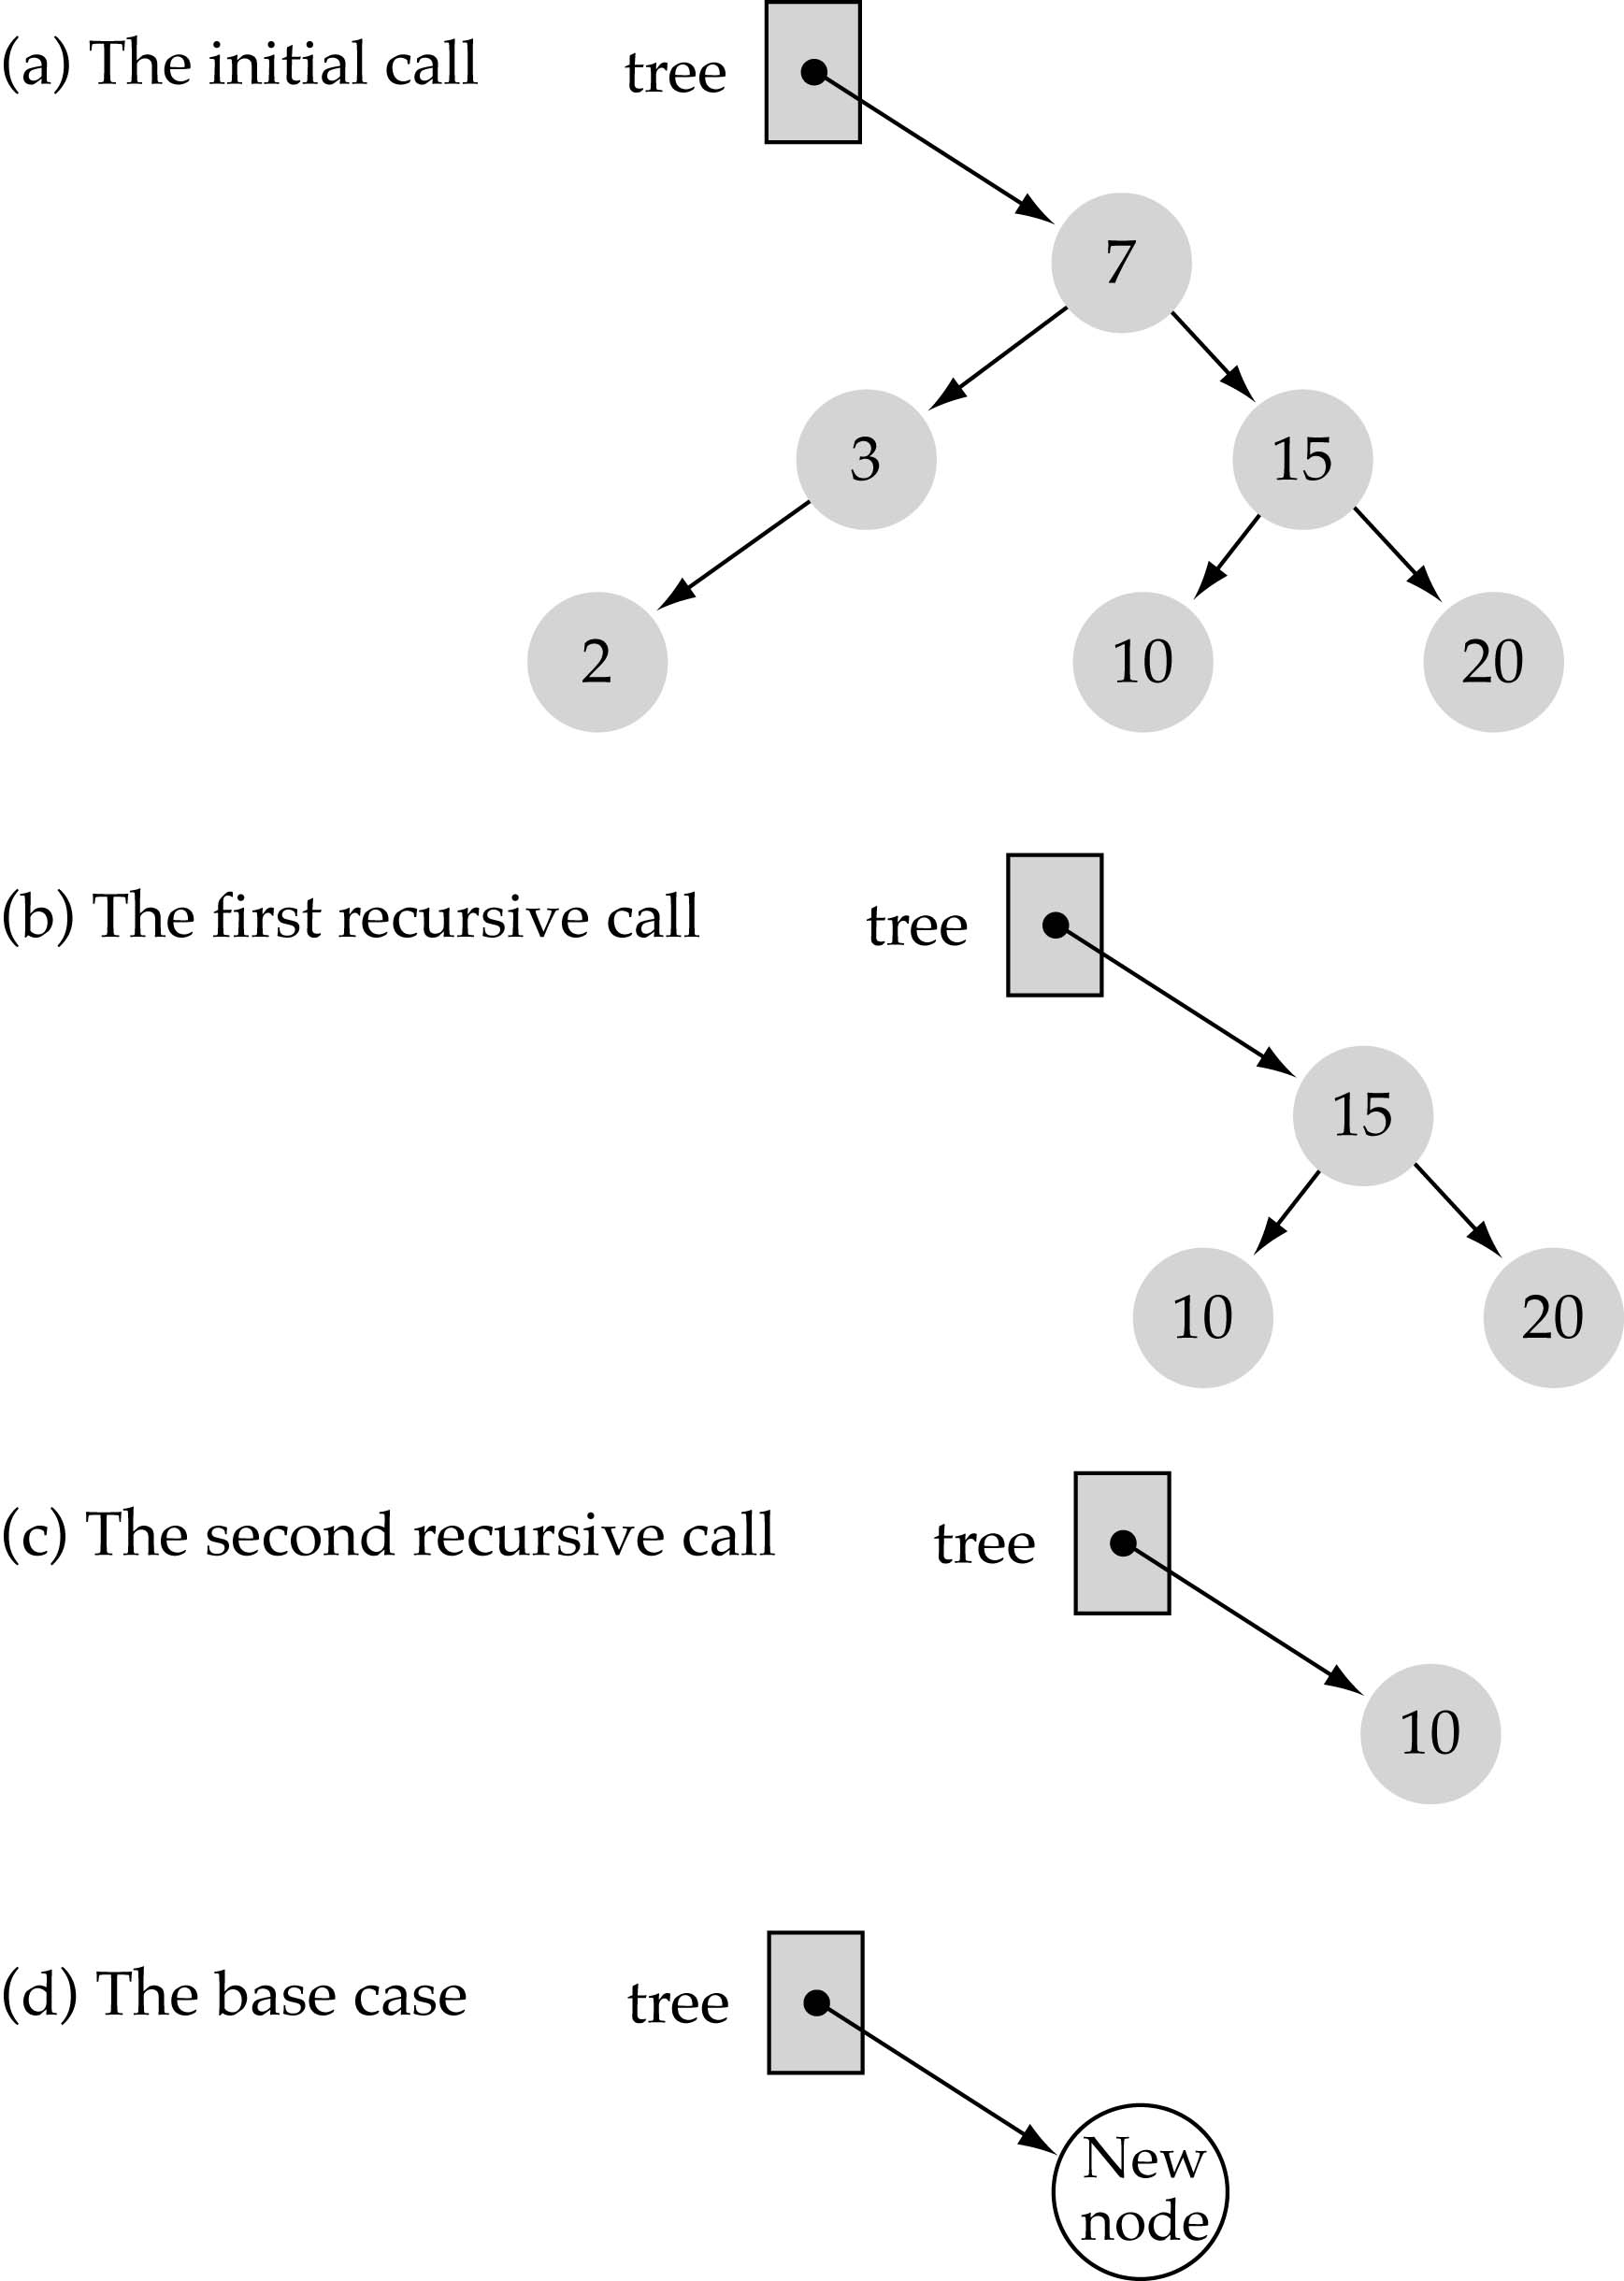 (a) The initial call
tree
7
3
15
2
10
20
(b) The first recursive call
tree
15
10
20
(c) The second recursive call
tree
10
(d) The base case
tree
New
node